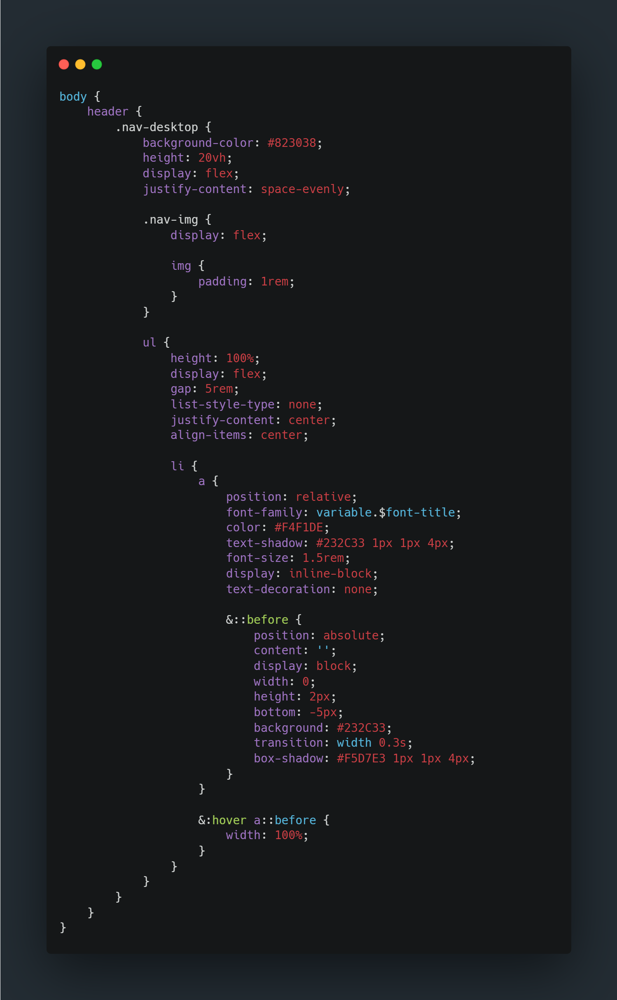 body {
    header {
        .nav-desktop {
            background-color: #823038;
            height: 20vh;
            display: flex;
            justify-content: space-evenly;

            .nav-img {
                display: flex;

                img {
                    padding: 1rem;
                }
            }

            ul {
                height: 100%;
                display: flex;
                gap: 5rem;
                list-style-type: none;
                justify-content: center;
                align-items: center;

                li {
                    a {
                        position: relative;
                        font-family: variable.$font-title;
                        color: #F4F1DE;
                        text-shadow: #232C33 1px 1px 4px;
                        font-size: 1.5rem;
                        display: inline-block;
                        text-decoration: none;

                        &::before {
                            position: absolute;
                            content: '';
                            display: block;
                            width: 0;
                            height: 2px;
                            bottom: -5px;
                            background: #232C33;
                            transition: width 0.3s;
                            box-shadow: #F5D7E3 1px 1px 4px;
                        }
                    }

                    &:hover a::before {
                        width: 100%;
                    }
                }
            }
        }
    }
}